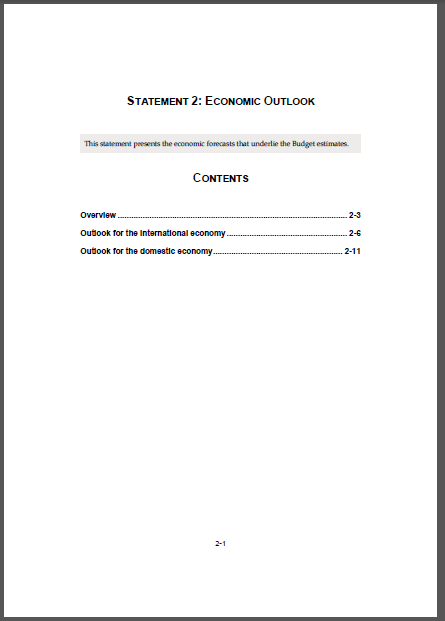 STATEMENT 2: ECONOMIC OUTLOOK
This statement presents the economic forecasts that underlie the Budget estimates.
CONTENTS
Overview ........................................................................................................ 2-3
Outlook for the international economy ...................................................... 2-6
Outlook for the domestic economy .......................................................... 2-11
2-1